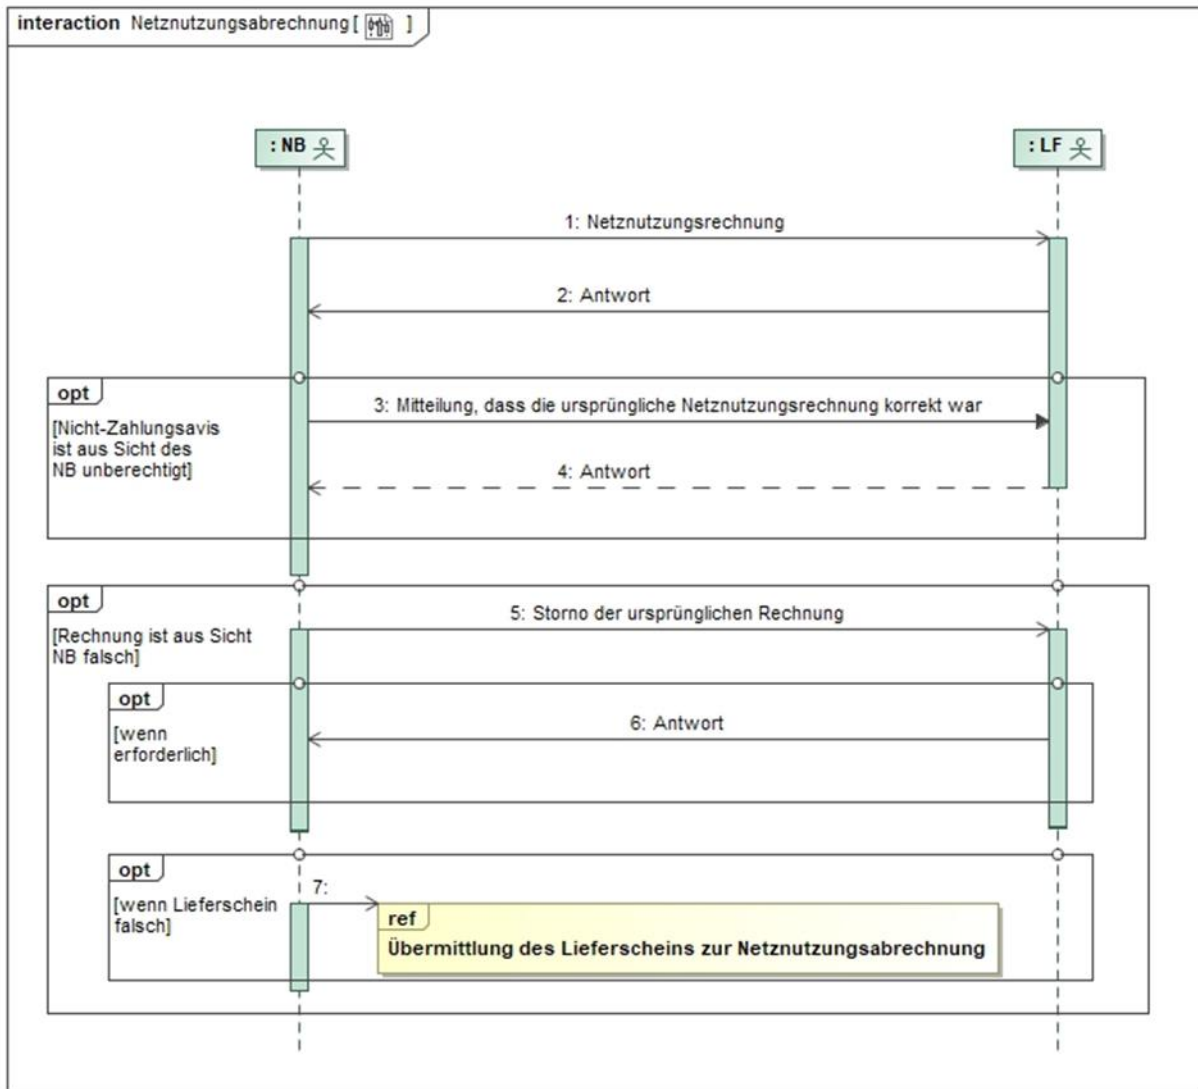 interaction Netznutzungsabrechnung [ ]
: NB
: LF
1: Netznutzungsrechnung
2: Antwort
opt
[Nicht-Zahlungsavis
ist aus Sicht des
NB unberechtigt]
3: Mitteilung, dass die ursprüngliche Netznutzungsrechnung korrekt war
4: Antwort
opt
[Rechnung ist aus Sicht
NB falsch]
5: Storno der ursprünglichen Rechnung
opt
[wenn
erforderlich]
6: Antwort
opt
[wenn Lieferschein
falsch]
7:
ref
Übermittlung des Lieferscheins zur Netznutzungsabrechnung